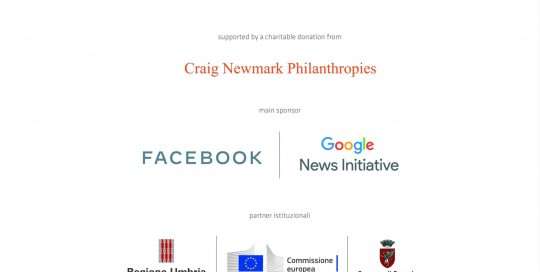 supported by a charitable donation from
Craig Newmark Philanthropies
main sponsor
FACEBOOK
Google
News Initiative
partner istituzionali
Regione Umbria
Commissione
europea